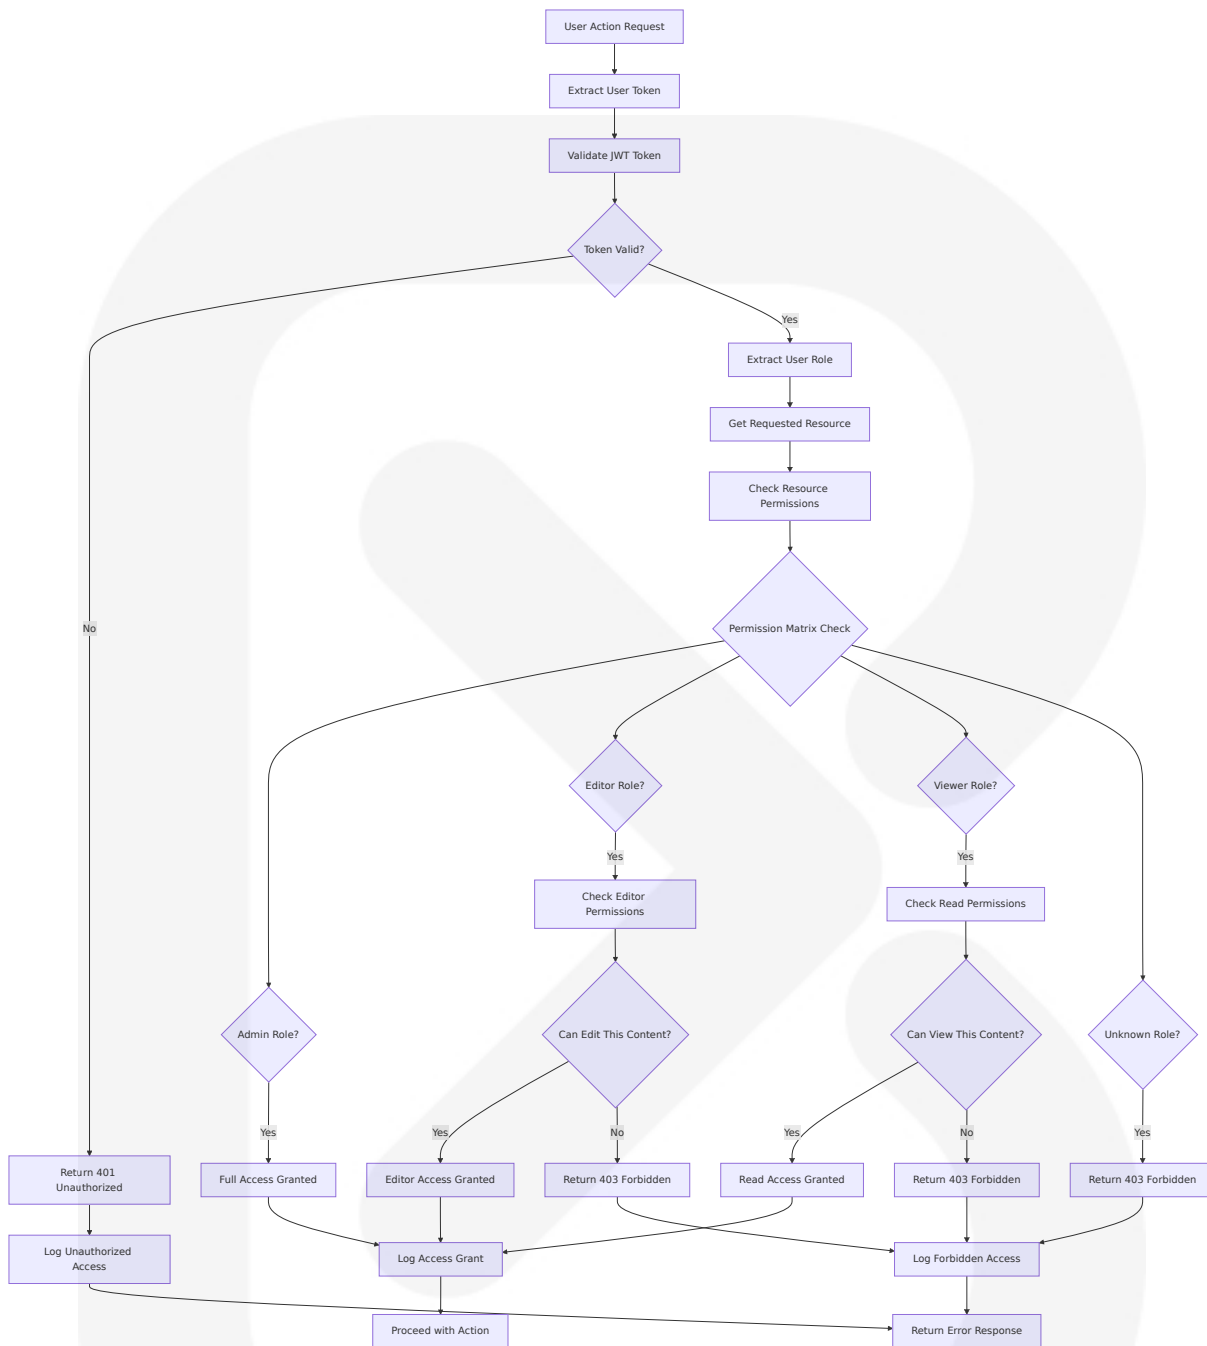 User Action Request
Extract User Token
Validate JWT Token
Token Valid?
Yes
Extract User Role
Get Requested Resource
Check Resource
Permissions
No
Permission Matrix Check
Editor Role?
Viewer Role?
Yes
Yes
Check Editor
Permissions
Check Read Permissions
Admin Role?
Can Edit This Content?
Can View This Content?
Unknown Role?
Yes
Yes
No
Yes
No
Yes
Return 401
Unauthorized
Full Access Granted
Editor Access Granted
Return 403 Forbidden
Read Access Granted
Return 403 Forbidden
Return 403 Forbidden
Log Unauthorized
Access
Log Access Grant
Log Forbidden Access
Proceed with Action
Return Error Response